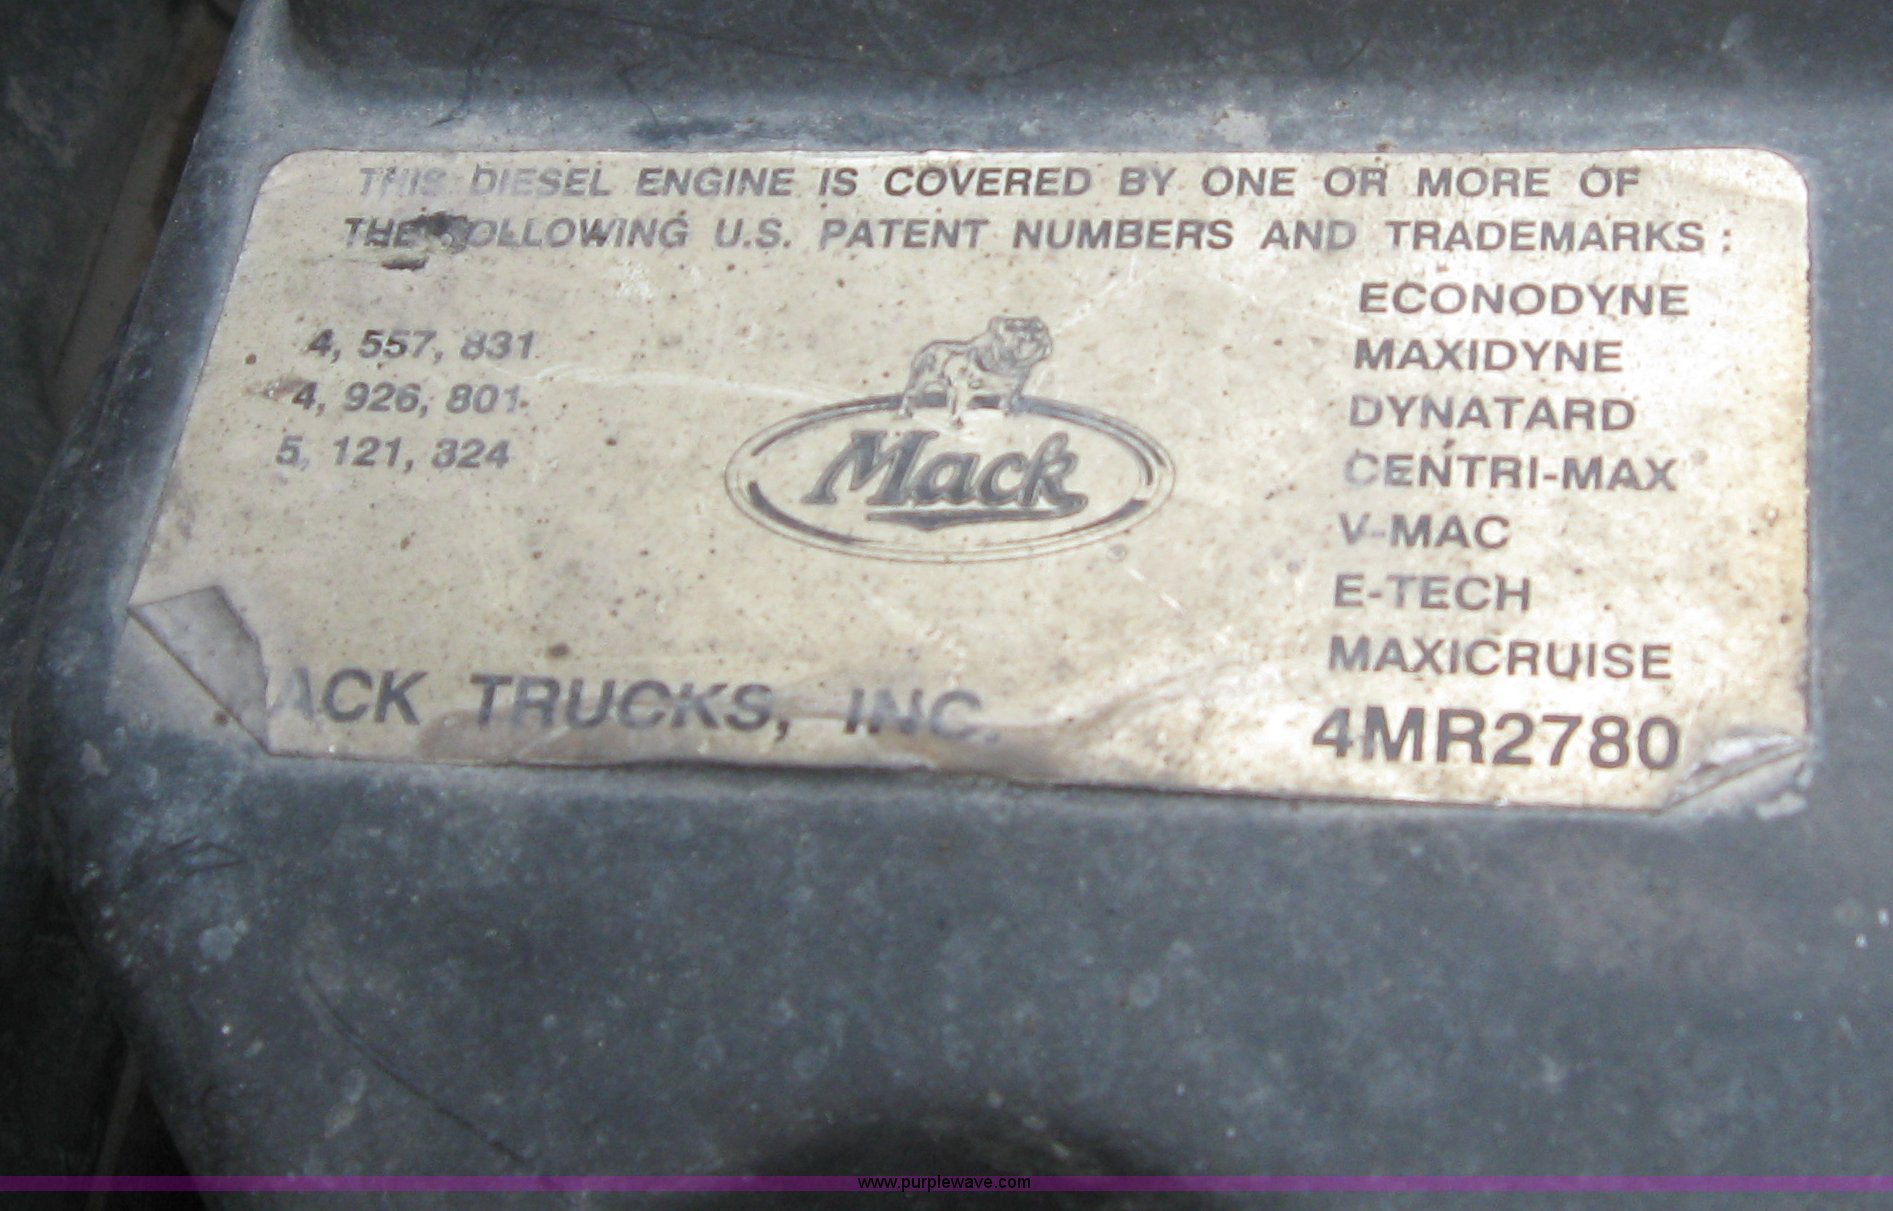 THIS DIESEL ENGINE IS COVERED BY ONE OR MORE OF
THE FOLLOWING U.S. PATENT NUMBERS AND TRADEMARKS :
4, 557, 831
4, 926, 801
5, 121, 324
Mack
®
ECONODYNE
MAXIDYNE
DYNATARD
CENTRI-MAX
V-MAC
E-TECH
MAXICRUISE
ACK TRUCKS, INC.
4MR2780
www.purplewave.com